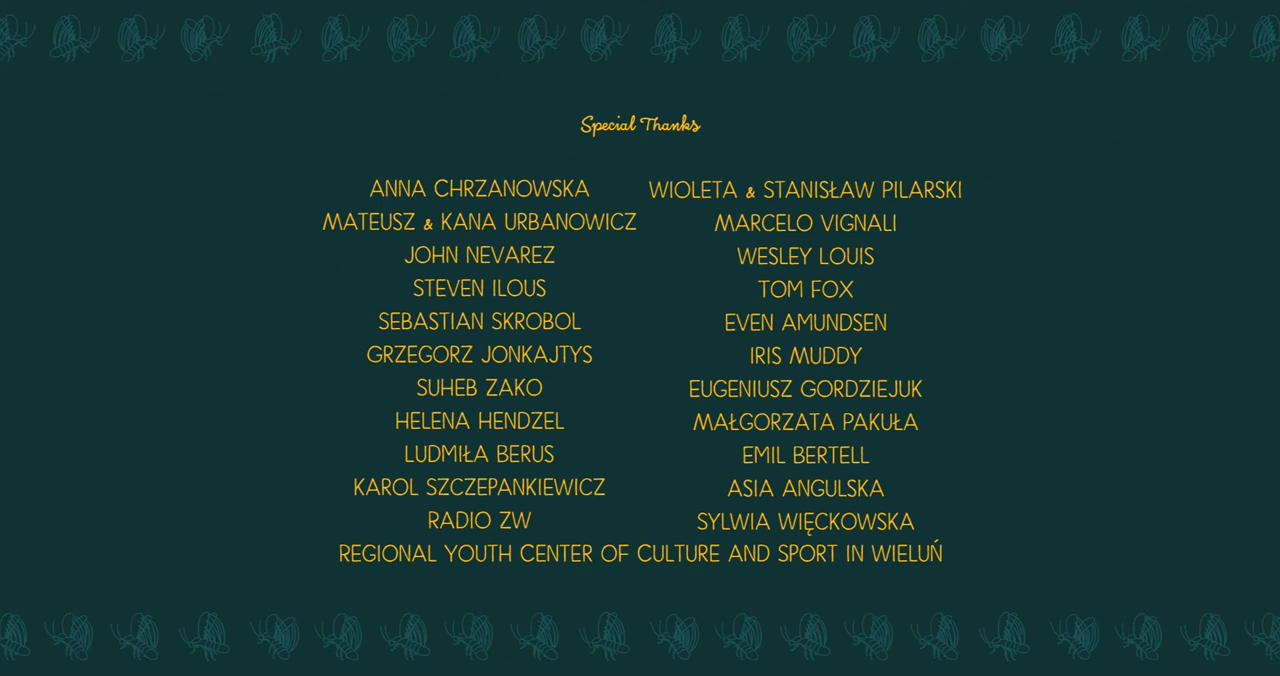 Special Thanks
ANNA CHRZANOWSKA
MATEUSZ & KANA URBANOWICZ
JOHN NEVAREZ
STEVEN ILOUS
SEBASTIAN SKROBOL
GRZEGORZ JONKAJTYS
SUHEB ZAKO
HELENA HENDZEL
LUDMIŁA BERUS
KAROL SZCZEPANKIEWICZ
RADIO ZW
WIOLETA & STANISŁAW PILARSKI
MARCELO VIGNALI
WESLEY LOUIS
TOM FOX
EVEN AMUNDSEN
IRIS MUDDY
EUGENIUSZ GORDZIEJUK
MAŁGORZATA PAKUŁA
EMIL BERTELL
ASIA ANGULSKA
SYLWIA WIĘCKOWSKA
REGIONAL YOUTH CENTER OF CULTURE AND SPORT IN WIELUŃ